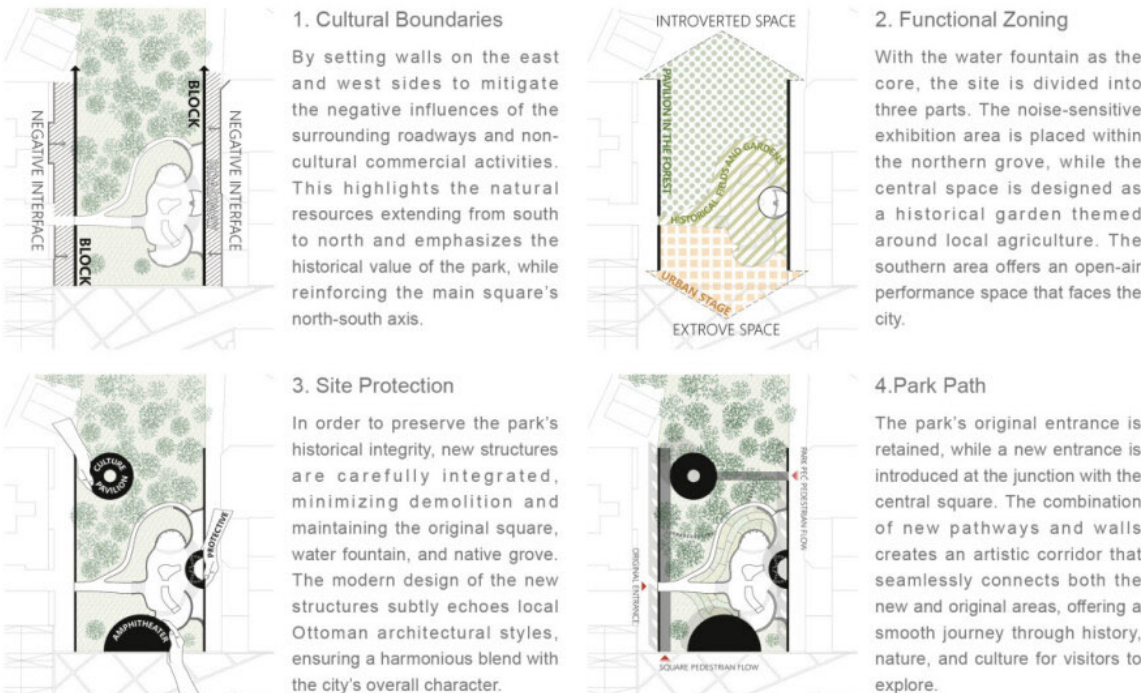 1. Cultural Boundaries
By setting walls on the east
and west sides to mitigate
the negative influences of the
surrounding roadways and non-
cultural commercial activities.
This highlights the natural
resources extending from south
to north and emphasizes the
historical value of the park, while
reinforcing the main square's
north-south axis.
NEGATIVE INTERFACE
BLOCK
BLOCK
NEGATIVE INTERFACE
2. Functional Zoning
With the water fountain as the
core, the site is divided into
three parts. The noise-sensitive
exhibition area is placed within
the northern grove, while the
central space is designed as
a historical garden themed
around local agriculture. The
southern area offers an open-air
performance space that faces the
city.
INTROVERTED SPACE
PAVILION IN THE FOREST
HISTORICAL FIELDS AND GARDENS
URBAN STAGE
EXTROVE SPACE
3. Site Protection
In order to preserve the park's
historical integrity, new structures
are carefully integrated,
minimizing demolition and
maintaining the original square,
water fountain, and native grove.
The modern design of the new
structures subtly echoes local
Ottoman architectural styles,
ensuring a harmonious blend with
the city's overall character.
CULTURE
PAVILION
PROTECTIVE
AMPHITHEATER
4.Park Path
The park's original entrance is
retained, while a new entrance is
introduced at the junction with the
central square. The combination
of new pathways and walls
creates an artistic corridor that
seamlessly connects both the
new and original areas, offering a
smooth journey through history,
nature, and culture for visitors to
explore.
PARK PEC PEDESTRIAN FLOW
ORIGINAL ENTRANCE
SQUARE PEDESTRIAN FLOW